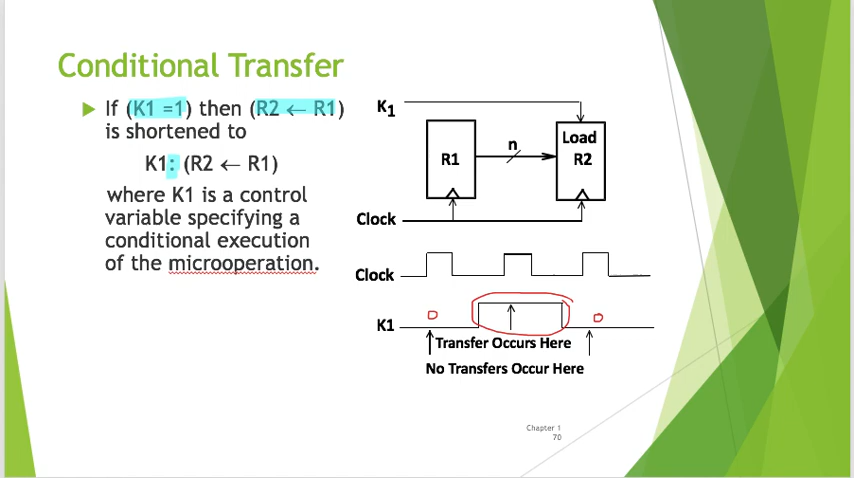 Conditional Transfer
If (K1 =1) then (R2 ← R1)
is shortened to
K1: (R2 ← R1)
where K1 is a control
variable specifying a
conditional execution
of the microoperation.
K1
n
Load
R1
R2
Clock
Clock
0
0
K1
Transfer Occurs Here
No Transfers Occur Here
Chapter 1
70